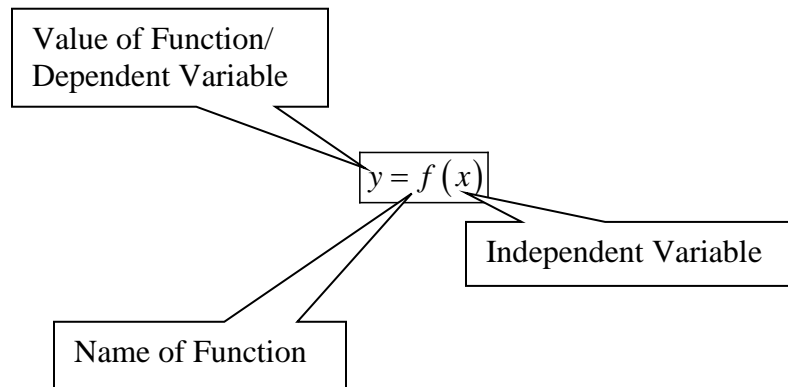 Value of Function/
Dependent Variable
y = f(x)
Independent Variable
Name of Function